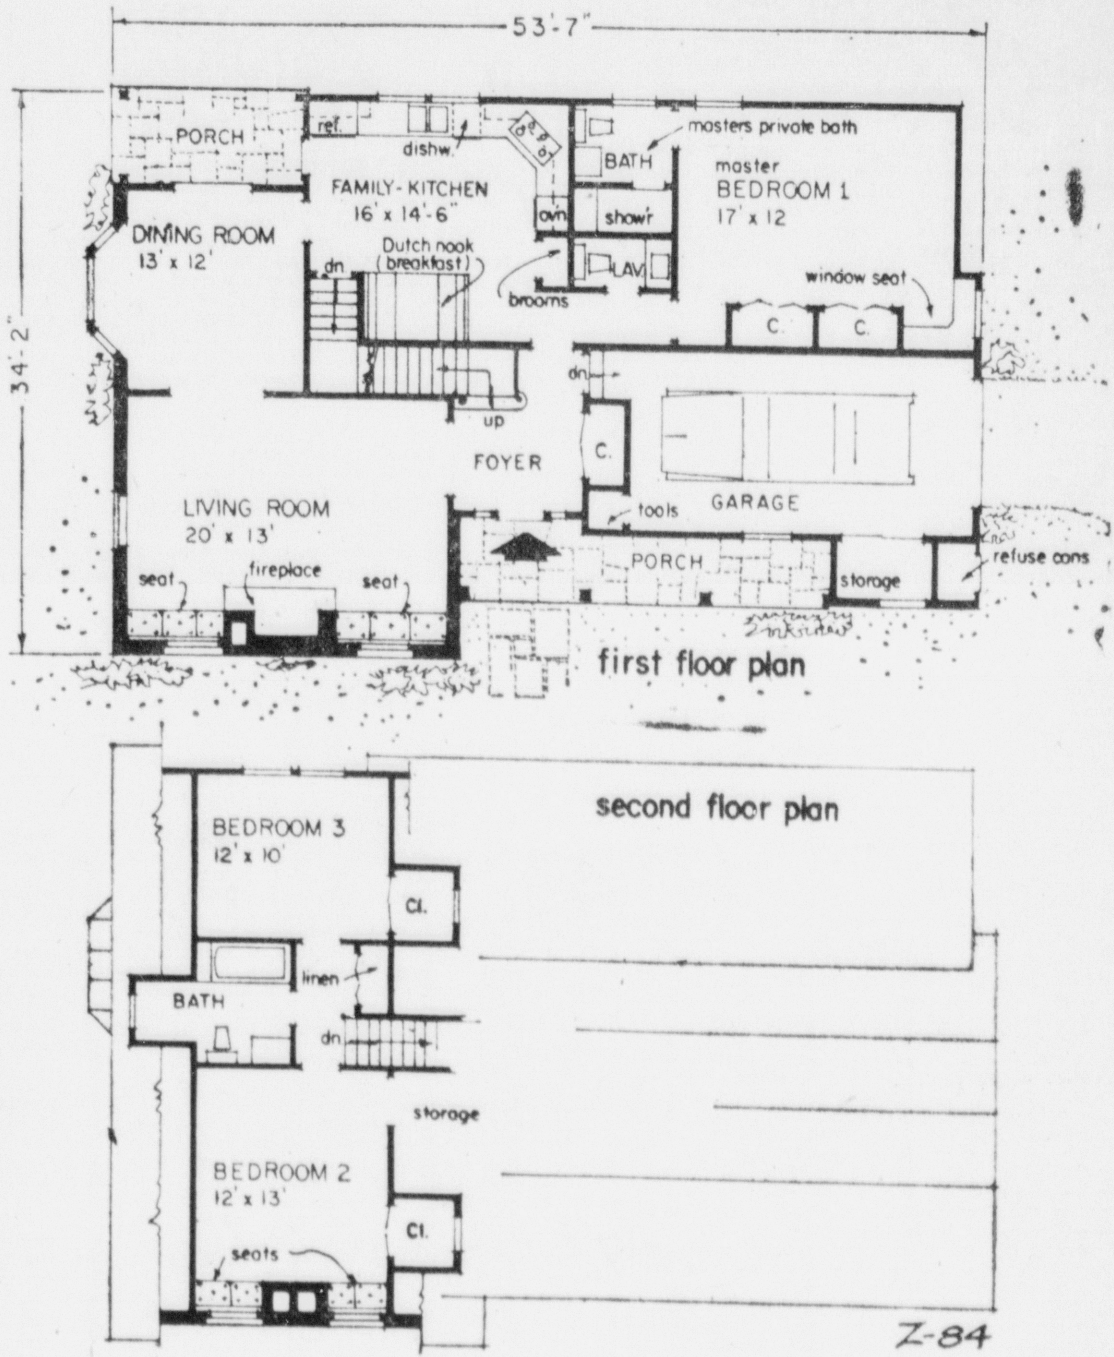 53'-7"
34'-2"
PORCH
ref.
dishw.
BATH
masters private bath
FAMILY-KITCHEN
16' x 14'-6"
master
BEDROOM 1
17' x 12
ov'n
show'r
DINING ROOM
13' x 12'
Dutch nook
(breakfast)
dn.
LAV.
brooms
window seat
C.
C.
dn
up
FOYER
C.
GARAGE
LIVING ROOM
20' x 13'
tools
seat
fireplace
seat
PORCH
storage
refuse cans
first floor plan
second floor plan
BEDROOM 3
12' x 10'
Cl.
linen
BATH
dn.
storage
BEDROOM 2
12' x 13'
Cl.
seats
Z-84